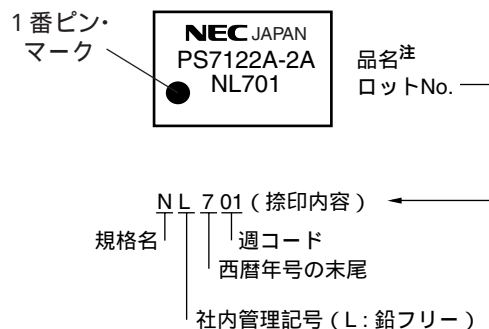 1番ピン・
マーク
NEC JAPAN
PS7122A-2A
NL701
品名注
ロットNo.
N L 7 01 (捺印内容)
規格名
週コード
西暦年号の末尾
社内管理記号(L:鉛フリー)